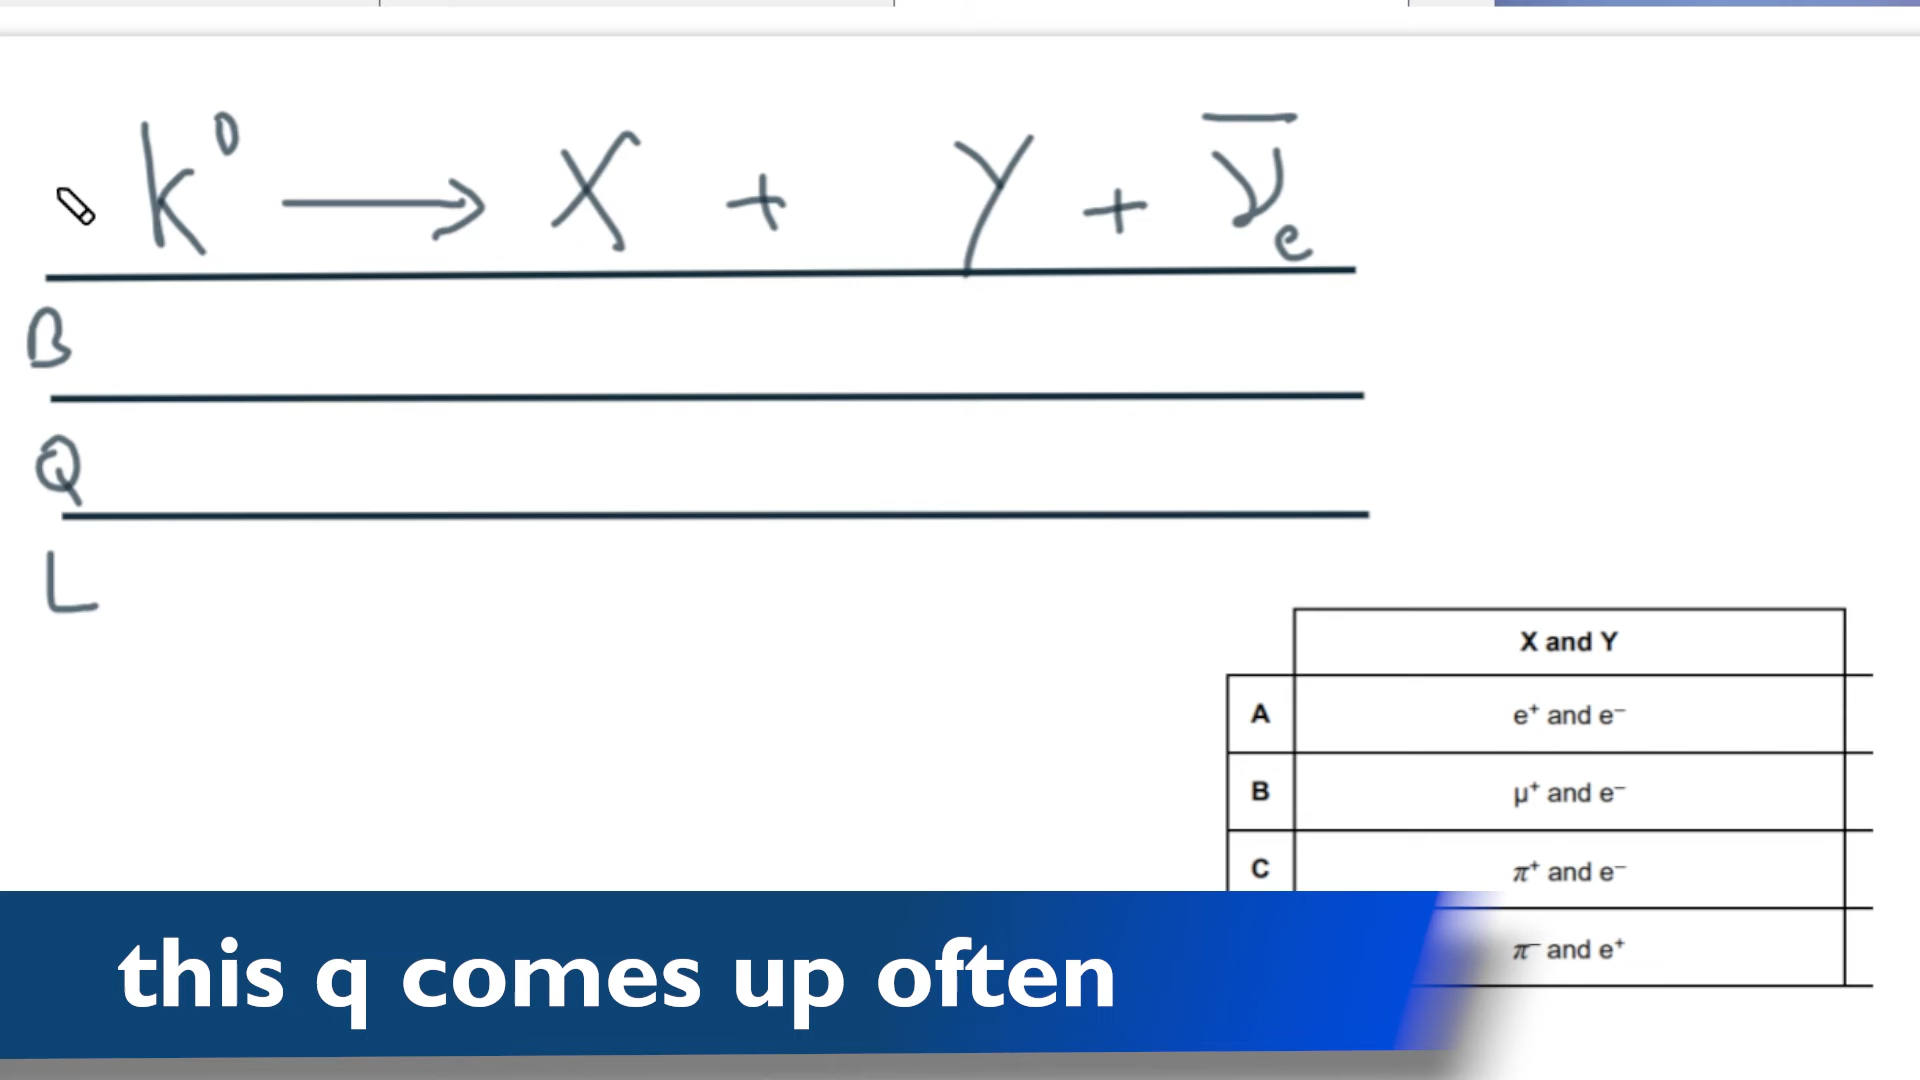 K⁰ → X + Y + ν̅ₑ
B
Q
L
X and Y
A e⁺ and e⁻
B μ⁺ and e⁻
C π⁺ and e⁻
π⁻ and e⁺
this q comes up often